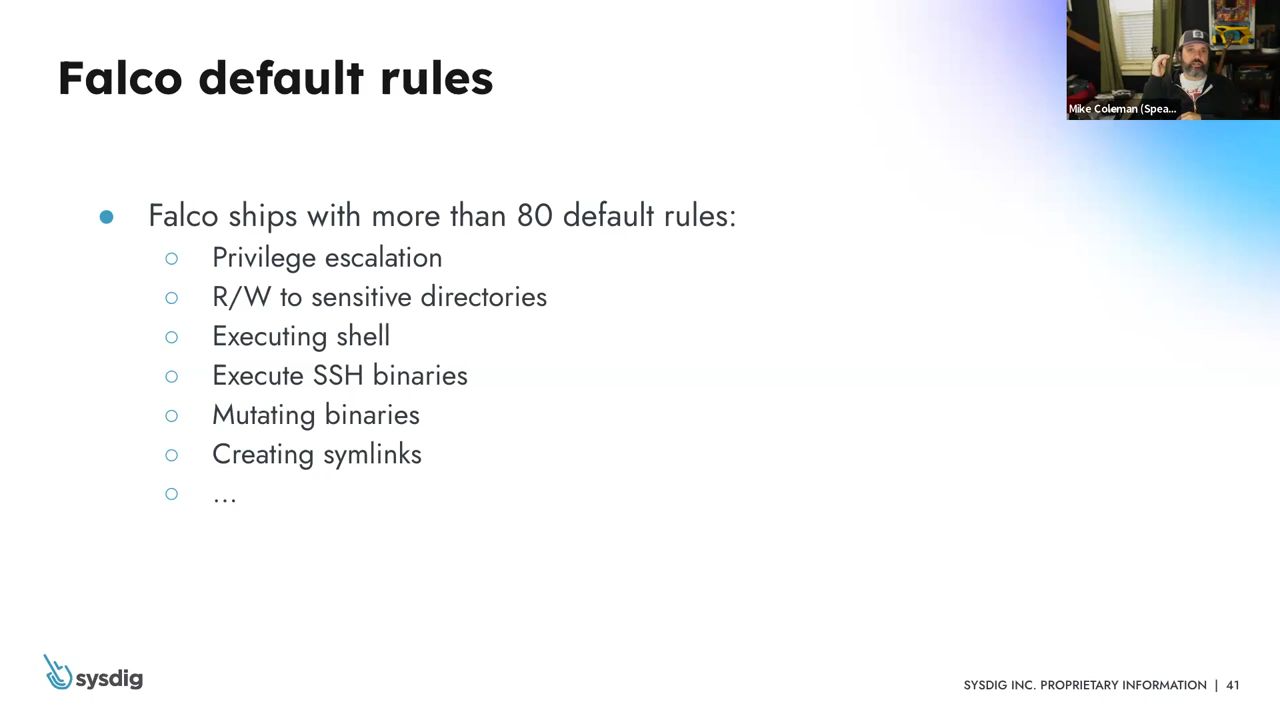 Falco default rules
Mike Coleman (Spea...
● Falco ships with more than 80 default rules:
○ Privilege escalation
○ R/W to sensitive directories
○ Executing shell
○ Execute SSH binaries
○ Mutating binaries
○ Creating symlinks
○ ...
sysdig
SYSDIG INC. PROPRIETARY INFORMATION | 41